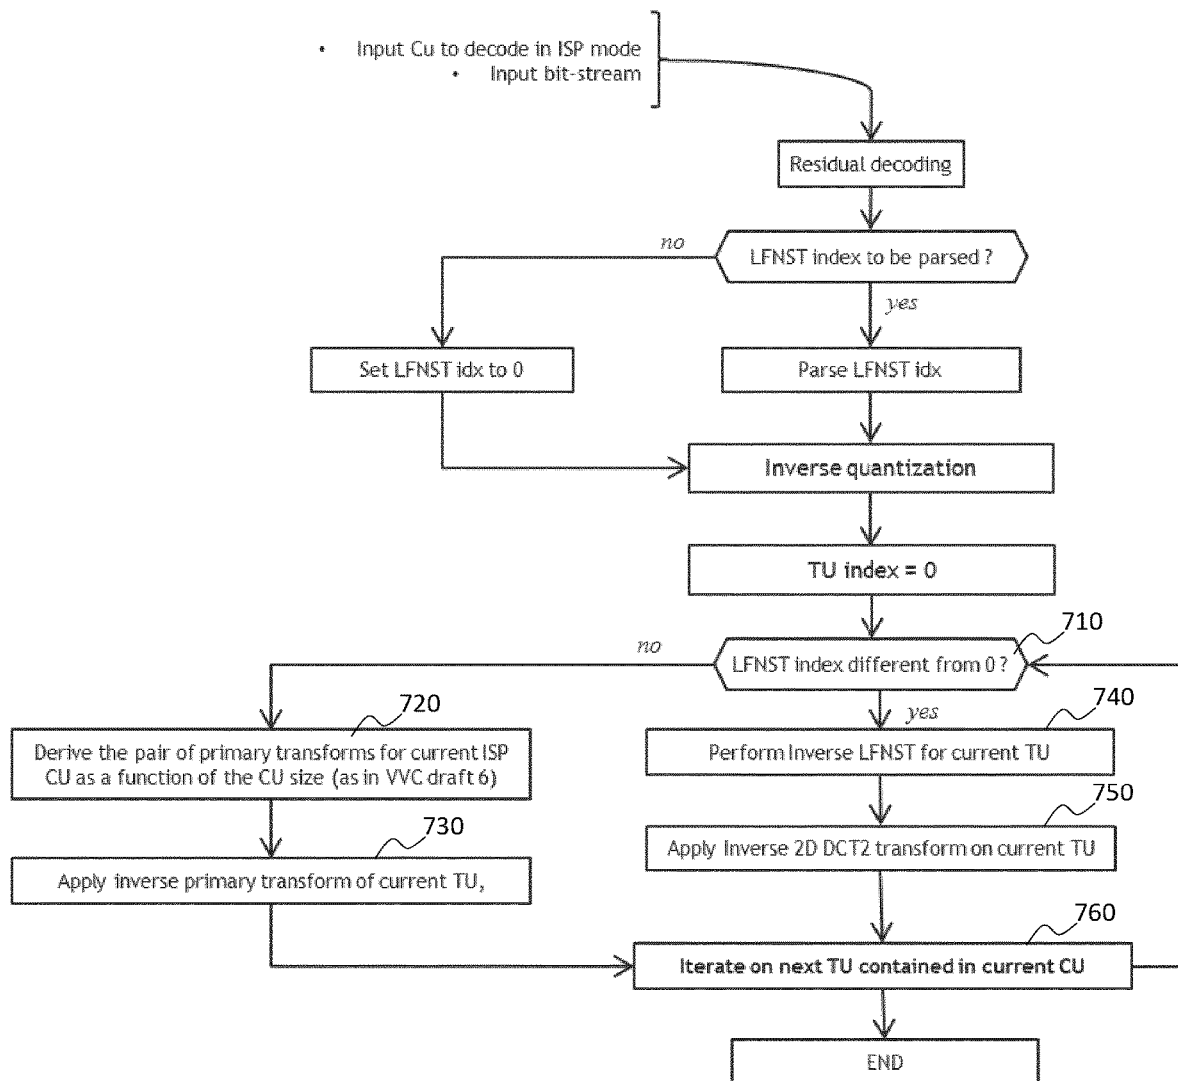 • Input Cu to decode in ISP mode
• Input bit-stream
Residual decoding
LFNST index to be parsed ?
no
yes
Set LFNST idx to 0
Parse LFNST idx
Inverse quantization
TU index = 0
710
LFNST index different from 0 ?
no
yes
720
Derive the pair of primary transforms for current ISP
CU as a function of the CU size (as in VVC draft 6)
740
Perform Inverse LFNST for current TU
730
Apply inverse primary transform of current TU,
750
Apply Inverse 2D DCT2 transform on current TU
760
Iterate on next TU contained in current CU
END